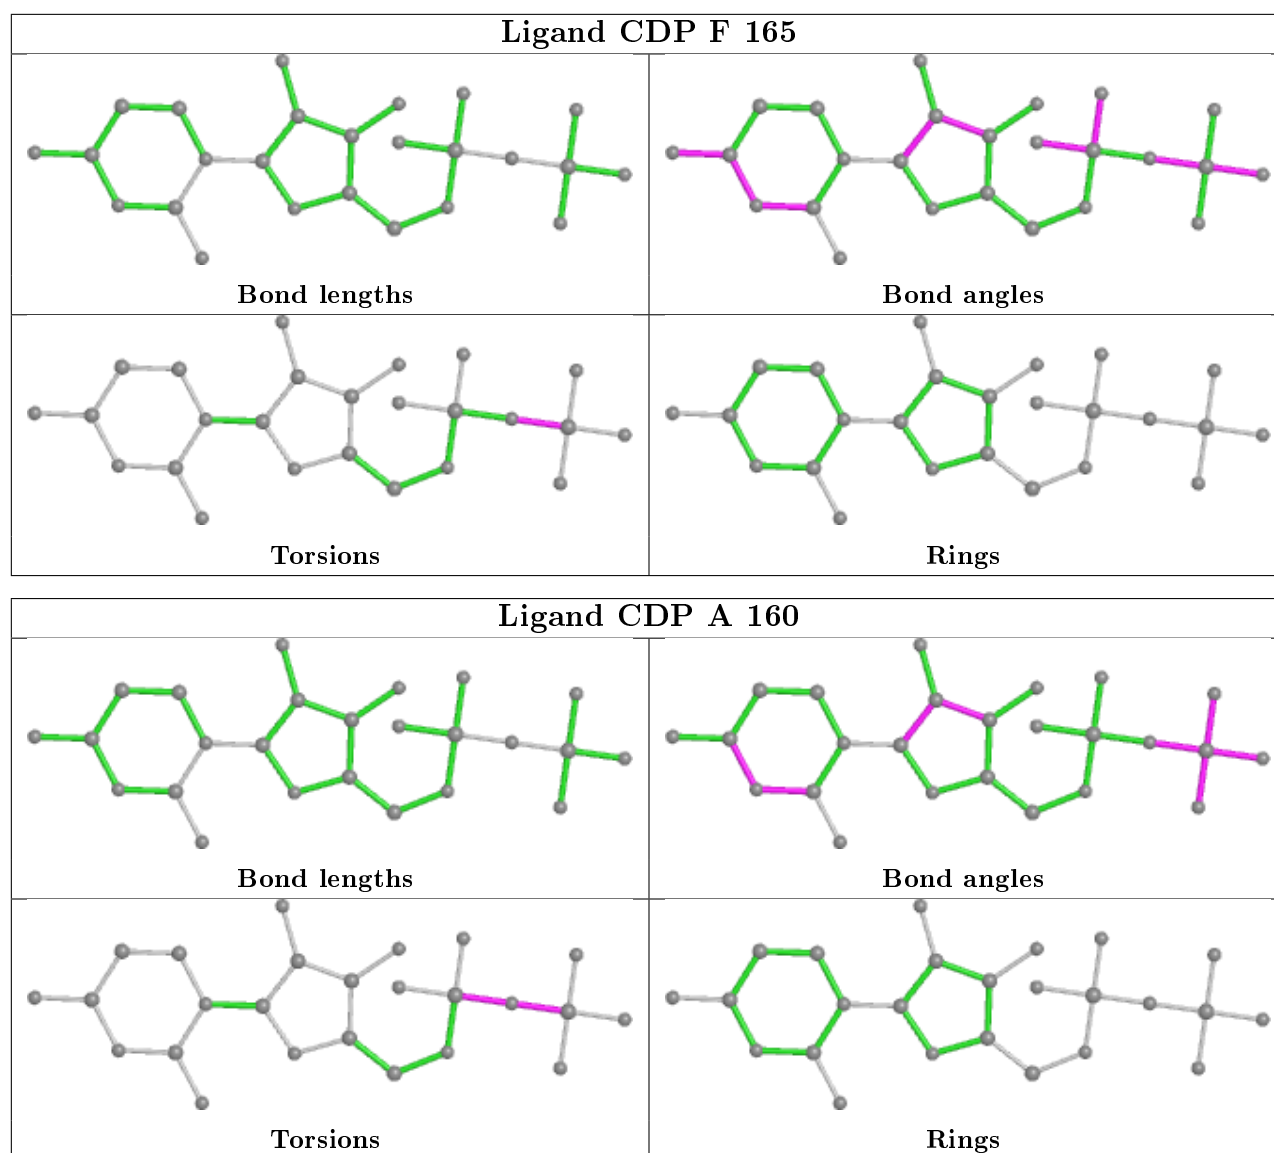 Ligand CDP F 165
Bond lengths
Bond angles
Torsions
Rings
Ligand CDP A 160
Bond lengths
Bond angles
Torsions
Rings